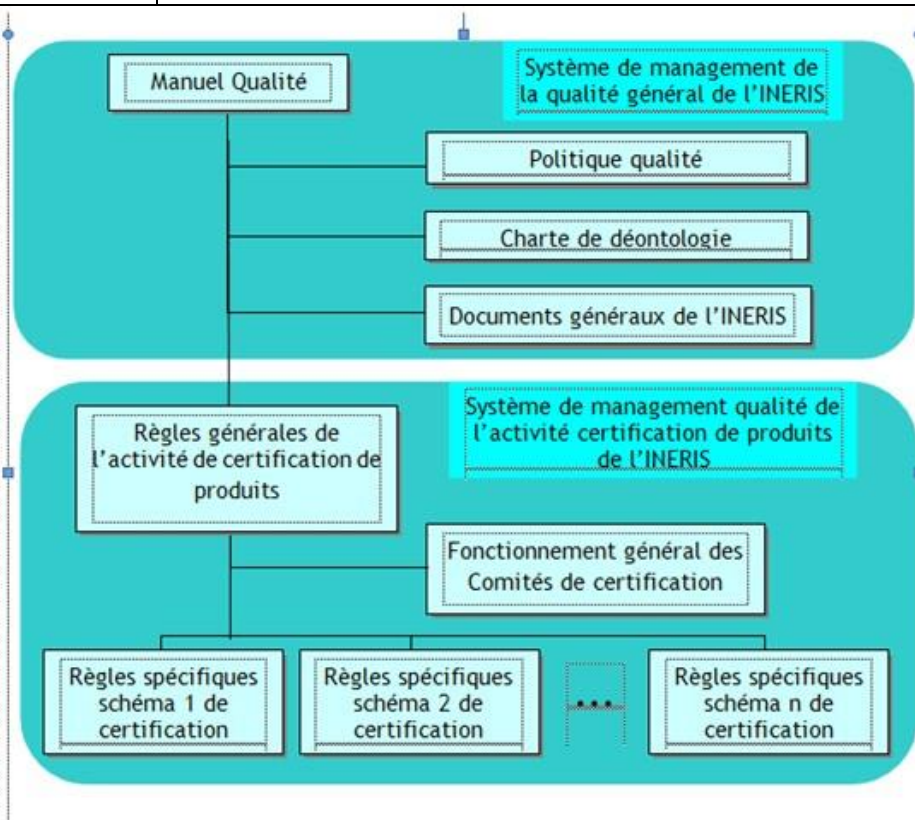 Manuel Qualité
Système de management de
la qualité général de l'INERIS
Politique qualité
Charte de déontologie
Documents généraux de l'INERIS
Système de management qualité de
l'activité certification de produits
de l'INERIS
Règles générales de
l'activité de certification de
produits
Fonctionnement général des
Comités de certification
Règles spécifiques
schéma 1 de
certification
Règles spécifiques
schéma 2 de
certification
...
Règles spécifiques
schéma n de
certification